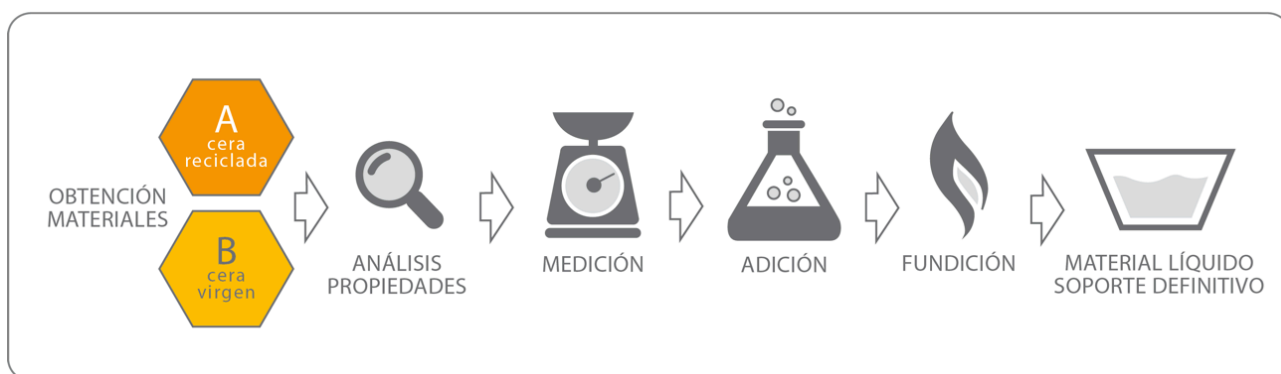 OBTENCIÓN
MATERIALES
A
cera
reciclada
B
cera
virgen
ANÁLISIS
PROPIEDADES
MEDICIÓN
ADICIÓN
FUNDICIÓN
MATERIAL LÍQUIDO
SOPORTE DEFINITIVO